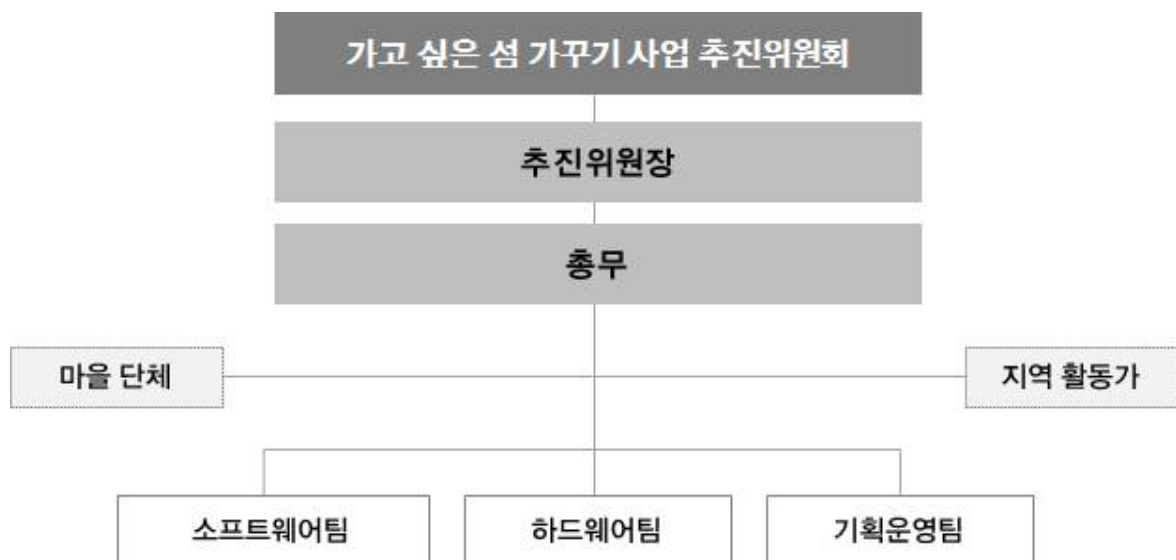 가고 싶은 섬 가꾸기 사업 추진위원회
추진위원장
총무
마을 단체
지역 활동가
소프트웨어팀
하드웨어팀
기획운영팀